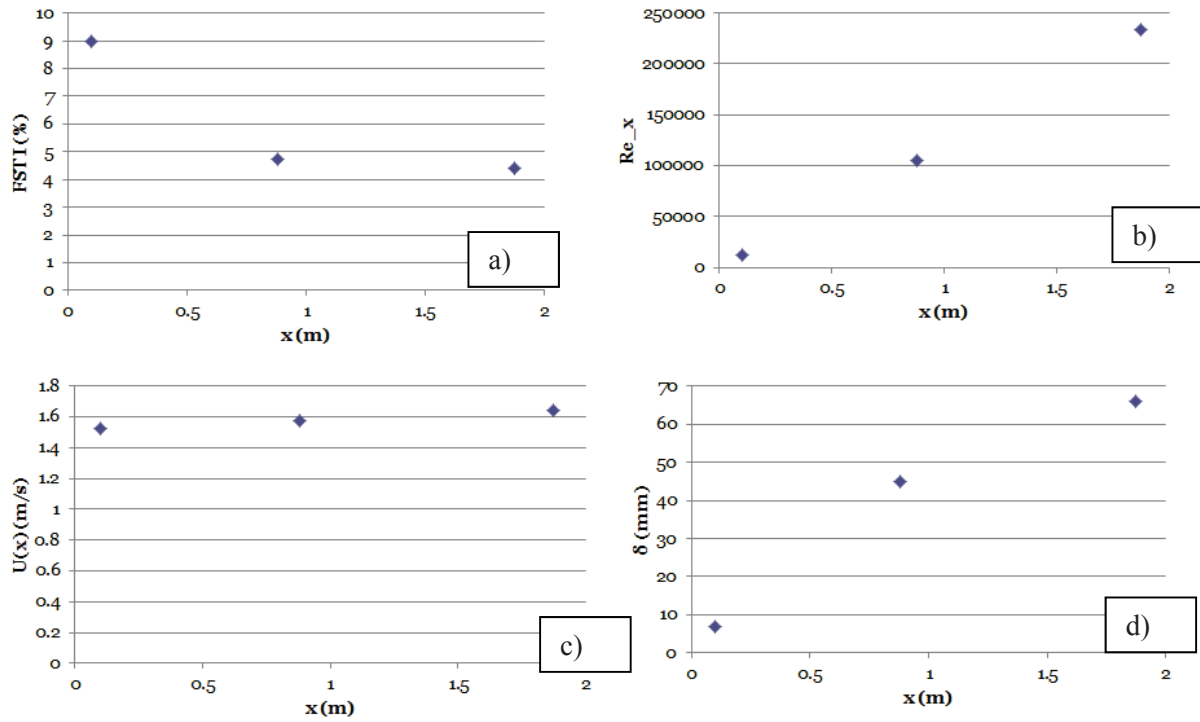 10
9
8
7
6
5
4
3
2
1
0
FSTI (%)
0 0.5 1 1.5 2
x (m)
a)
250000
200000
150000
100000
50000
0
Re_x
0 0.5 1 1.5 2
x (m)
b)
1.8
1.6
1.4
1.2
1
0.8
0.6
0.4
0.2
0
U(x) (m/s)
0 0.5 1 1.5 2
x (m)
c)
70
60
50
40
30
20
10
0
δ (mm)
0 0.5 1 1.5 2
x (m)
d)